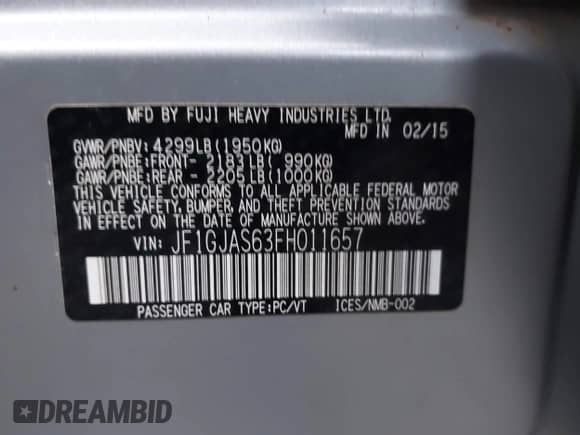 MFD BY FUJI HEAVY INDUSTRIES LTD.
MFD IN 02/15
GVWR/PNBV: 4299LB(1950KG)
GAWR/PNBE:FRONT- 2183LB( 990KG)
GAWR/PNBE:REAR - 2205LB(1000KG)
THIS VEHICLE CONFORMS TO ALL APPLICABLE FEDERAL MOTOR
VEHICLE SAFETY, BUMPER, AND THEFT PREVENTION STANDARDS
IN EFFECT ON THE DATE OF MANUFACTURE SHOWN ABOVE.
VIN: JF1GJAS63FH011657
PASSENGER CAR TYPE:PC/VT ICES/NMB-002
DREAMBID